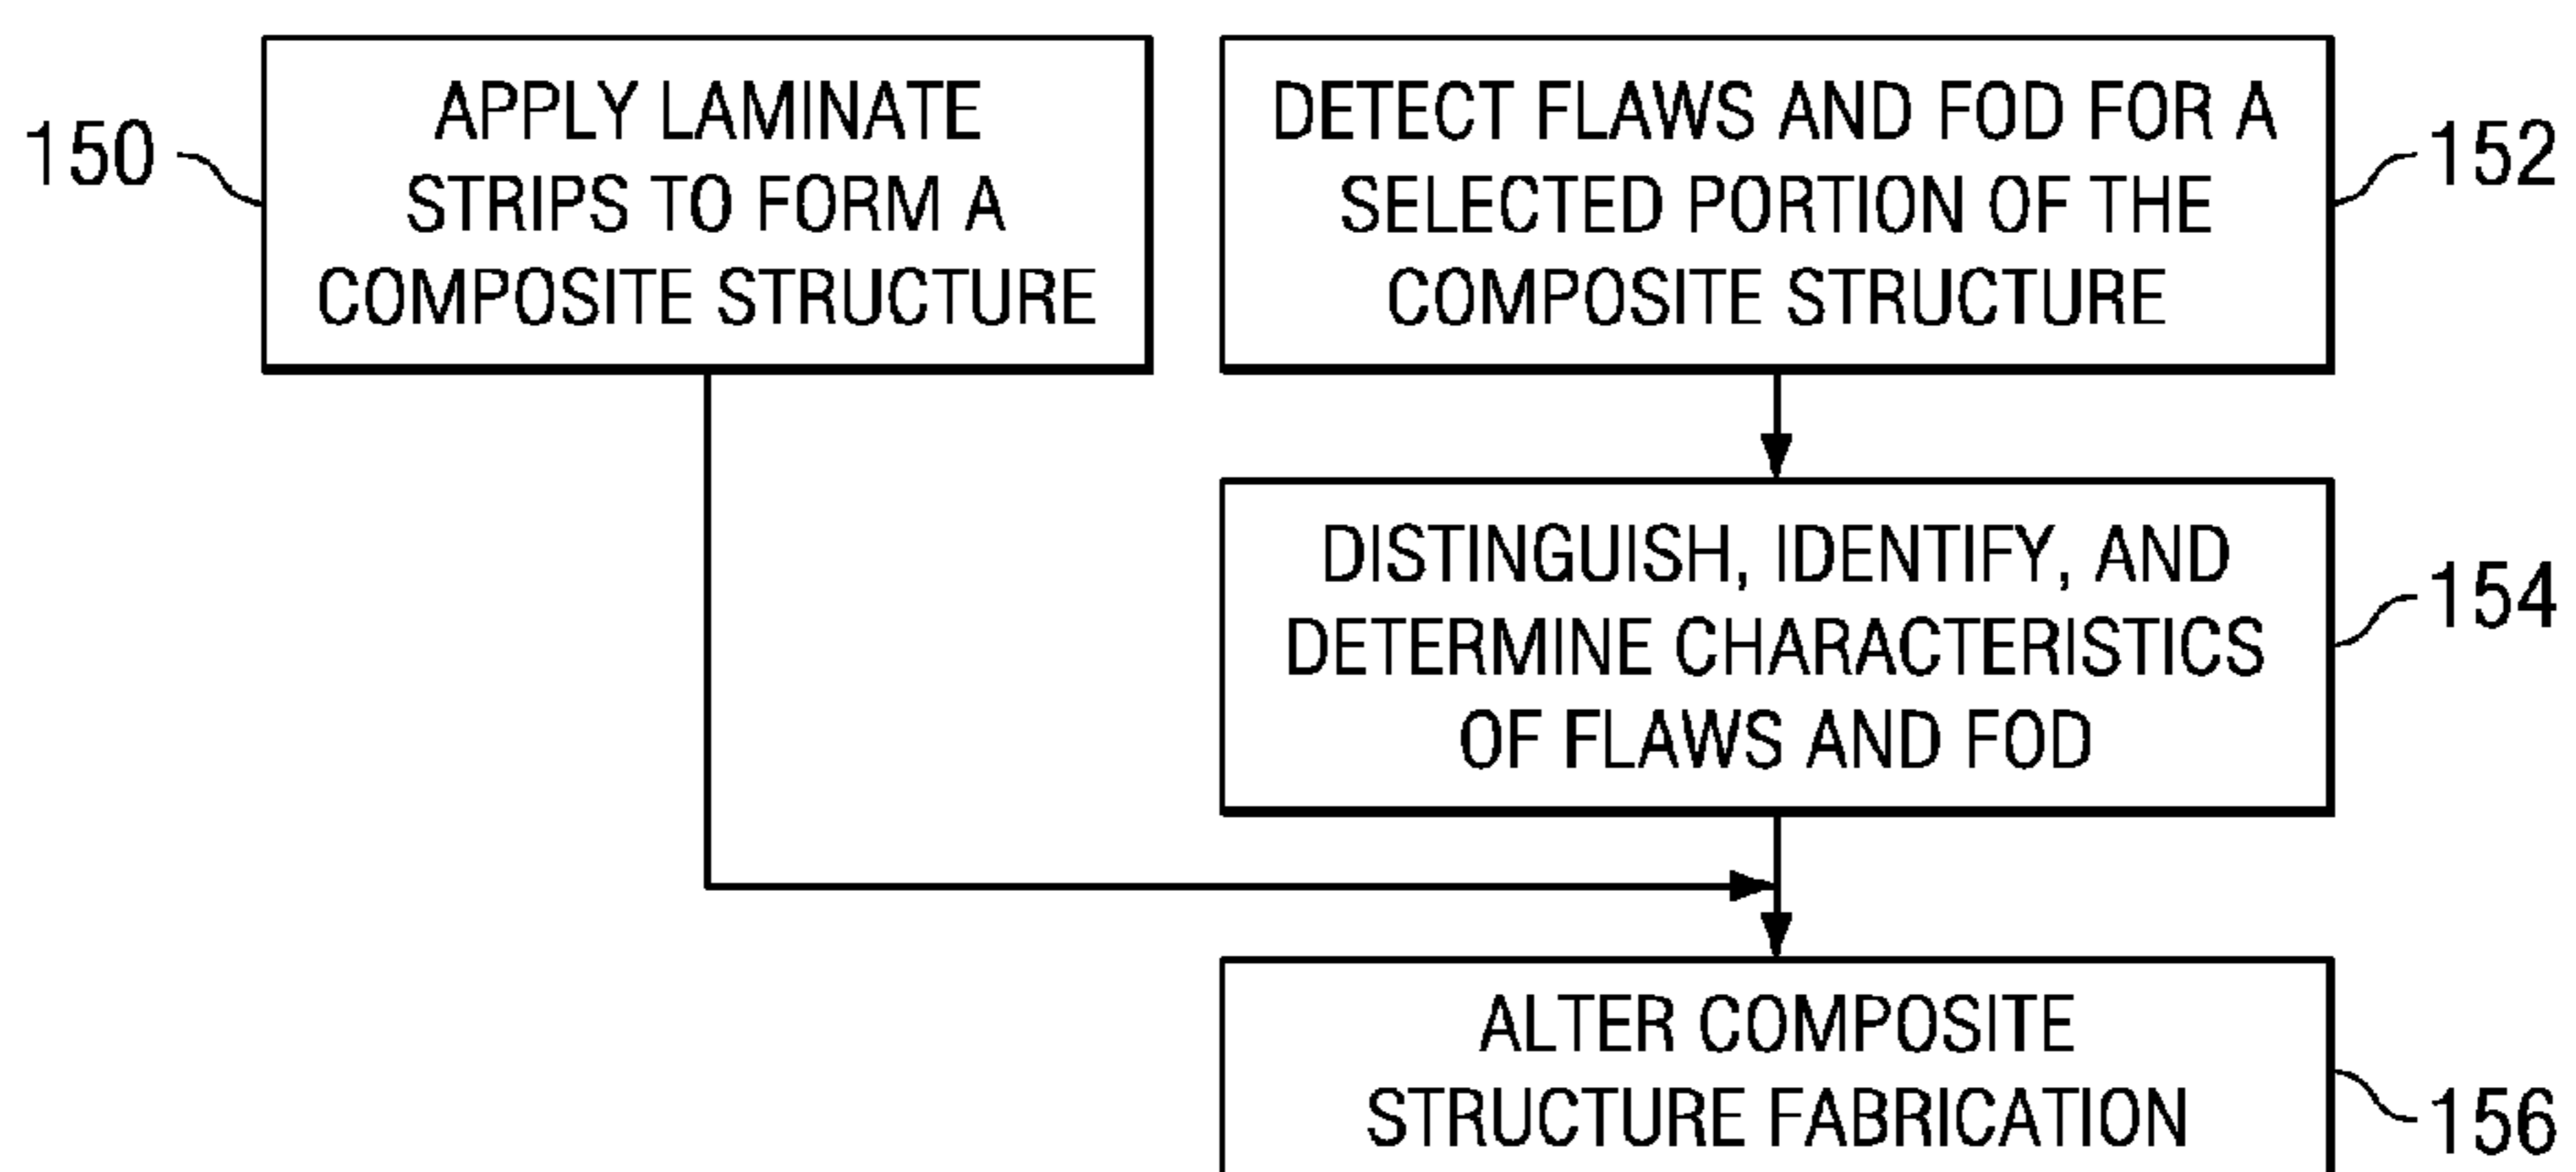 150
APPLY LAMINATE
STRIPS TO FORM A
COMPOSITE STRUCTURE
DETECT FLAWS AND FOD FOR A
SELECTED PORTION OF THE
COMPOSITE STRUCTURE
152
DISTINGUISH, IDENTIFY, AND
DETERMINE CHARACTERISTICS
OF FLAWS AND FOD
154
ALTER COMPOSITE
STRUCTURE FABRICATION
156